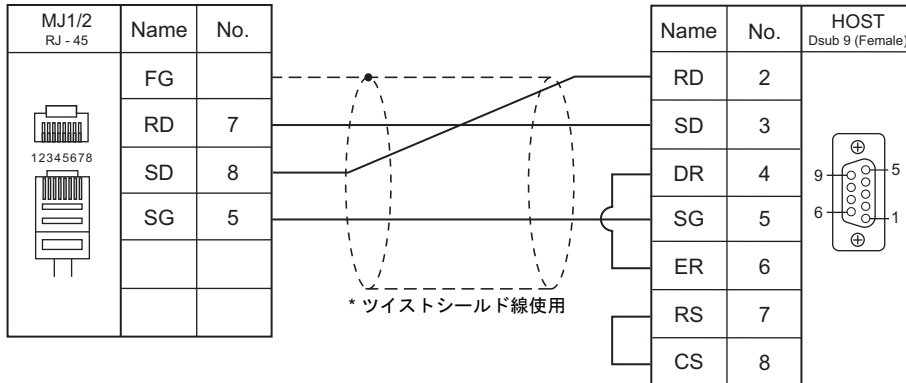 MJ1/2 Name No.
RJ - 45
FG
RD 7
SD 8
SG 5
12345678
* ツイストシールド線使用
Name No. HOST
Dsub 9 (Female)
RD 2
SD 3
DR 4
SG 5
ER 6
RS 7
CS 8
9 5
6 1